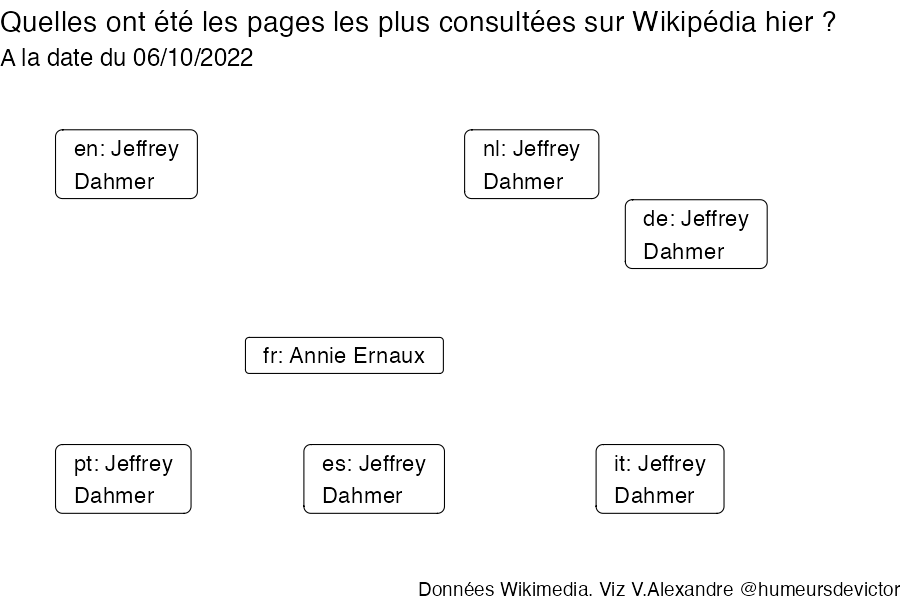 Quelles ont été les pages les plus consultées sur Wikipédia hier ?
A la date du 06/10/2022
en: Jeffrey
Dahmer
nl: Jeffrey
Dahmer
de: Jeffrey
Dahmer
fr: Annie Ernaux
pt: Jeffrey
Dahmer
es: Jeffrey
Dahmer
it: Jeffrey
Dahmer
Données Wikimedia. Viz V.Alexandre @humeursdevictor